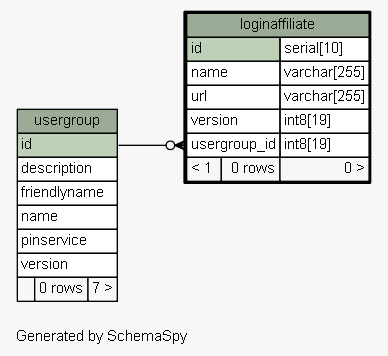 loginaffiliate
id serial[10]
name varchar[255]
url varchar[255]
version int8[19]
usergroup_id int8[19]
< 1 0 rows 0 >
usergroup
id
description
friendlyname
name
pinservice
version
0 rows 7 >
Generated by SchemaSpy